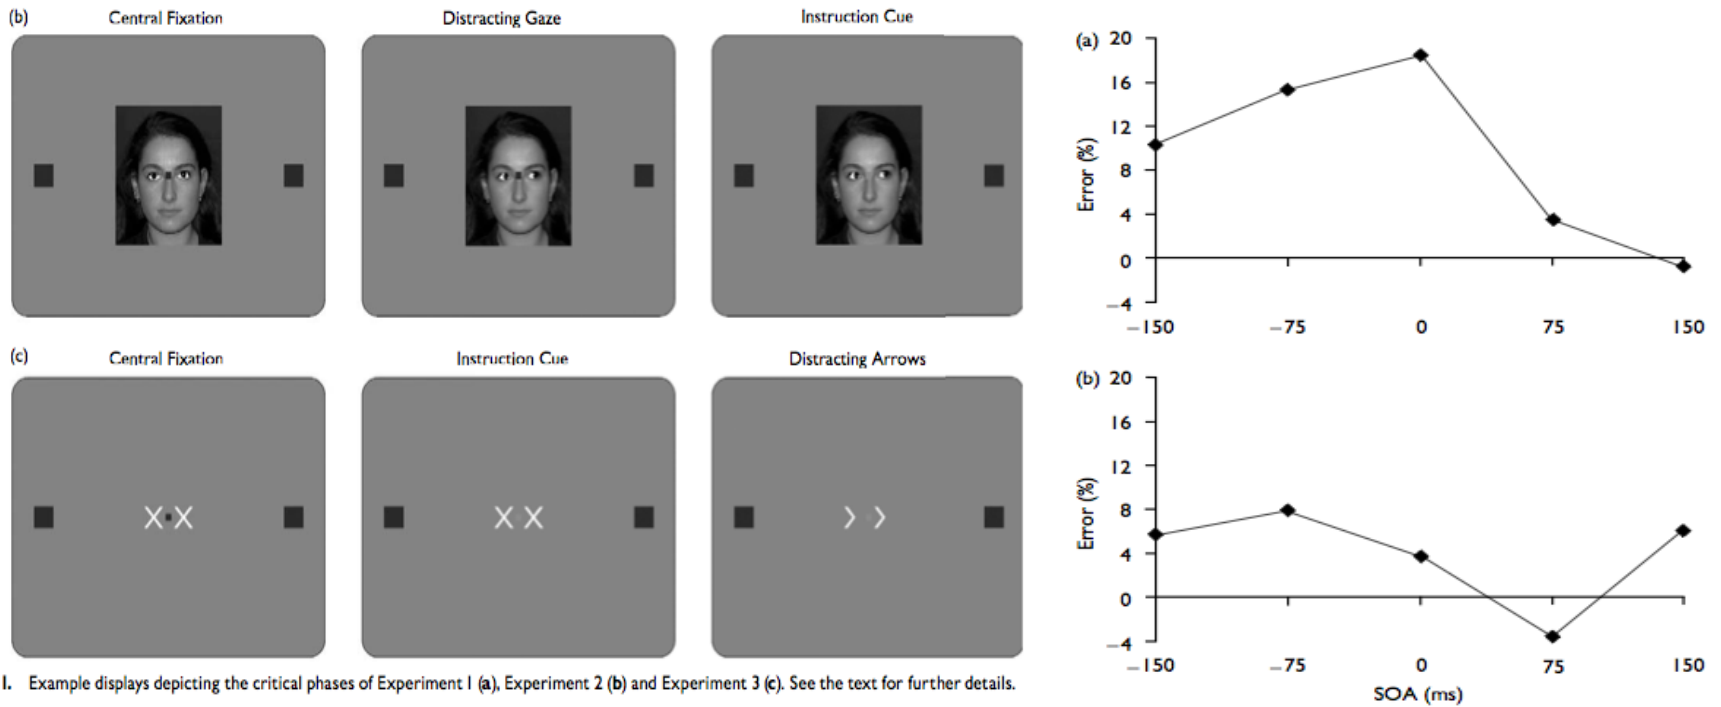 (b) Central Fixation Distracting Gaze Instruction Cue
(c) Central Fixation Instruction Cue Distracting Arrows
X X X X
I. Example displays depicting the critical phases of Experiment I (a), Experiment 2 (b) and Experiment 3 (c). See the text for further details.
(a) 20
16
12
8
4
0
−4
Error (%)
−150 −75 0 75 150
(b) 20
16
12
8
4
0
−4
Error (%)
−150 −75 0 75 150
SOA (ms)